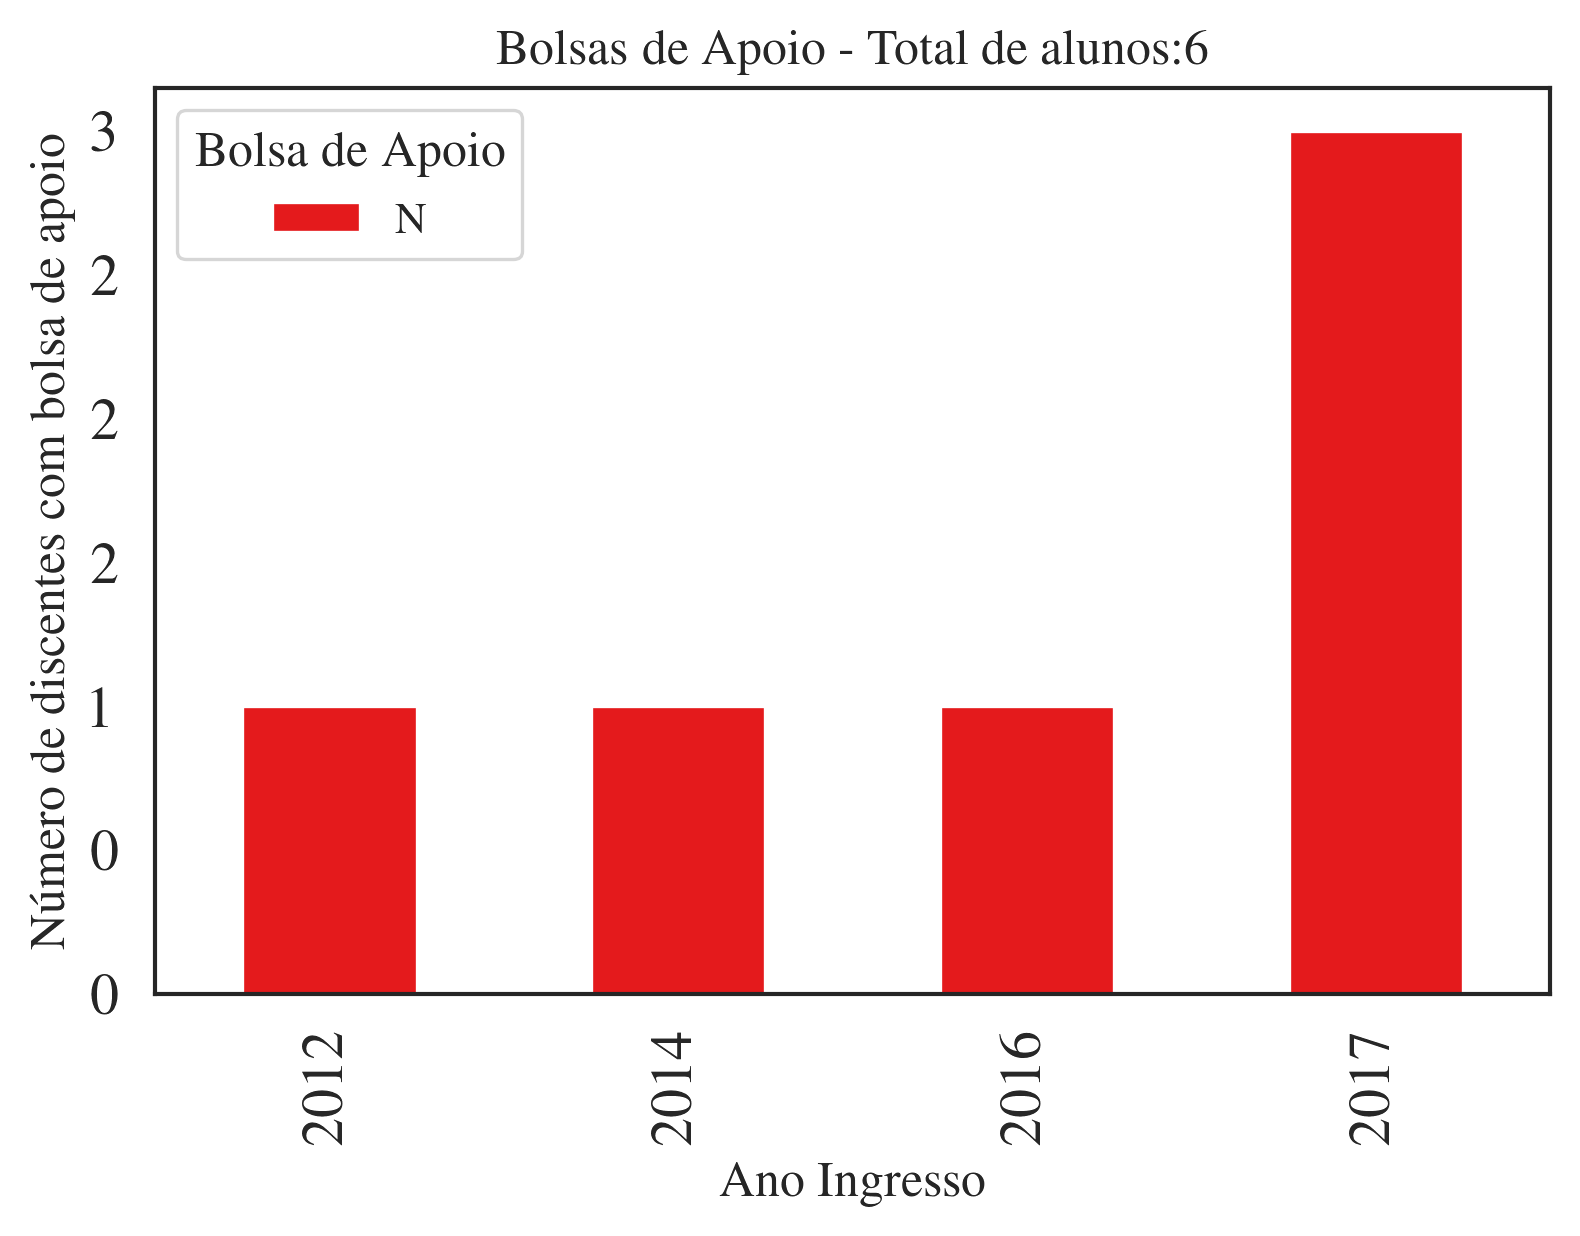 Bolsas de Apoio - Total de alunos:6
Bolsa de Apoio
N
Número de discentes com bolsa de apoio
3
2
2
2
1
0
0
2012
2014
2016
2017
Ano Ingresso